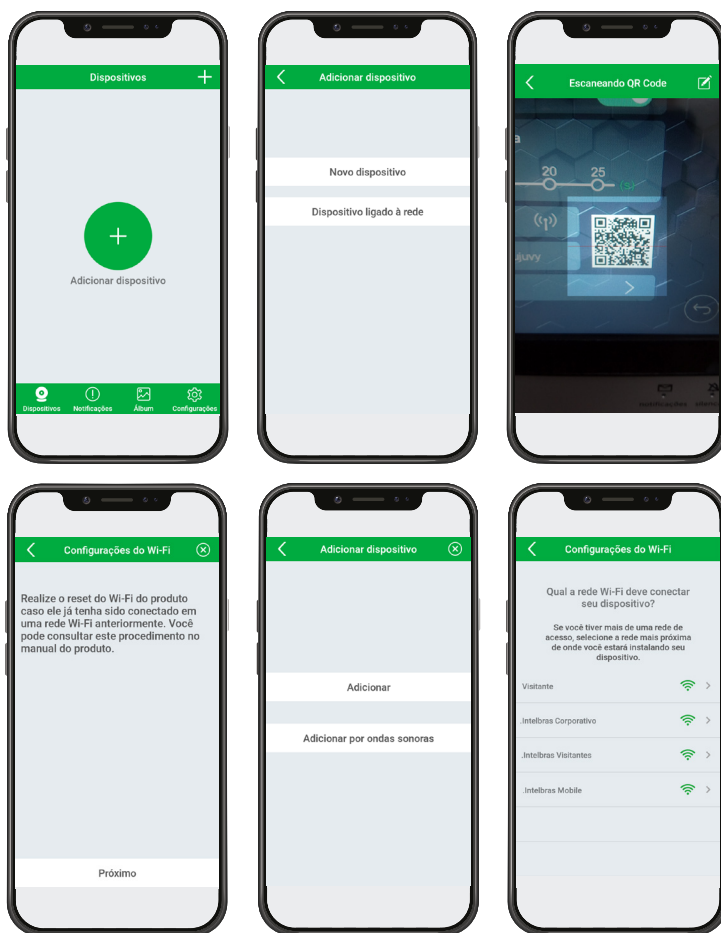 Dispositivos
Adicionar dispositivo
Dispositivos
Notificações
Álbum
Configurações
Adicionar dispositivo
Novo dispositivo
Dispositivo ligado à rede
Escaneando QR Code
a
20
25
(s)
ujuvy
Configurações do Wi-Fi
Realize o reset do Wi-Fi do produto
caso ele já tenha sido conectado em
uma rede Wi-Fi anteriormente. Você
pode consultar este procedimento no
manual do produto.
Próximo
Adicionar dispositivo
Adicionar
Adicionar por ondas sonoras
Configurações do Wi-Fi
Qual a rede Wi-Fi deve conectar
seu dispositivo?
Se você tiver mais de uma rede de
acesso, selecione a rede mais próxima
de onde você estará instalando seu
dispositivo.
Visitante
.Intelbras Corporativo
.Intelbras Visitantes
.Intelbras Mobile